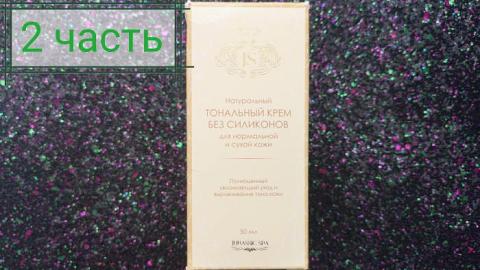 2 часть
JS
Натуральный
ТОНАЛЬНЫЙ КРЕМ
БЕЗ СИЛИКОНОВ
для нормальной
и сухой кожи
Полноценный
увлажняющий уход и
выравнивание тона кожи
50 мл
JURASSIC SPA